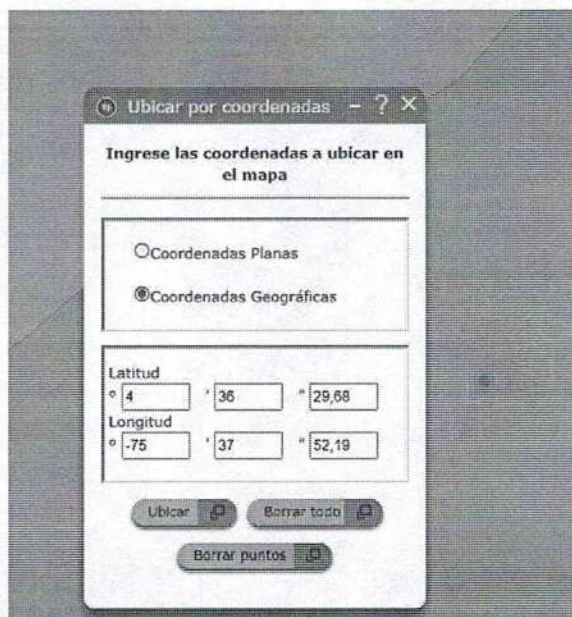 Ubicar por coordenadas – ? ×
Ingrese las coordenadas a ubicar en
el mapa
Coordenadas Planas
Coordenadas Geográficas
Latitud
° 4 ' 36 " 29,68
Longitud
° -75 ' 37 " 52,19
Ubicar Borrar todo
Borrar puntos